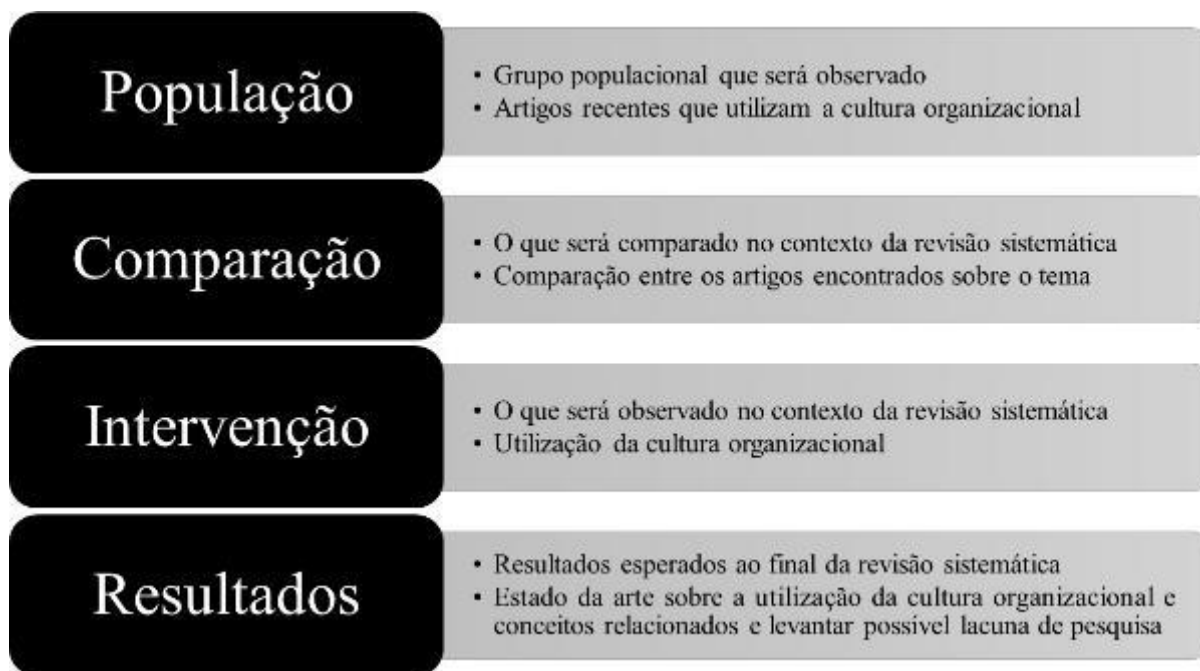 População
• Grupo populacional que será observado
• Artigos recentes que utilizam a cultura organizacional
Comparação
• O que será comparado no contexto da revisão sistemática
• Comparação entre os artigos encontrados sobre o tema
Intervenção
• O que será observado no contexto da revisão sistemática
• Utilização da cultura organizacional
Resultados
• Resultados esperados ao final da revisão sistemática
• Estado da arte sobre a utilização da cultura organizacional e
conceitos relacionados e levantar possível lacuna de pesquisa